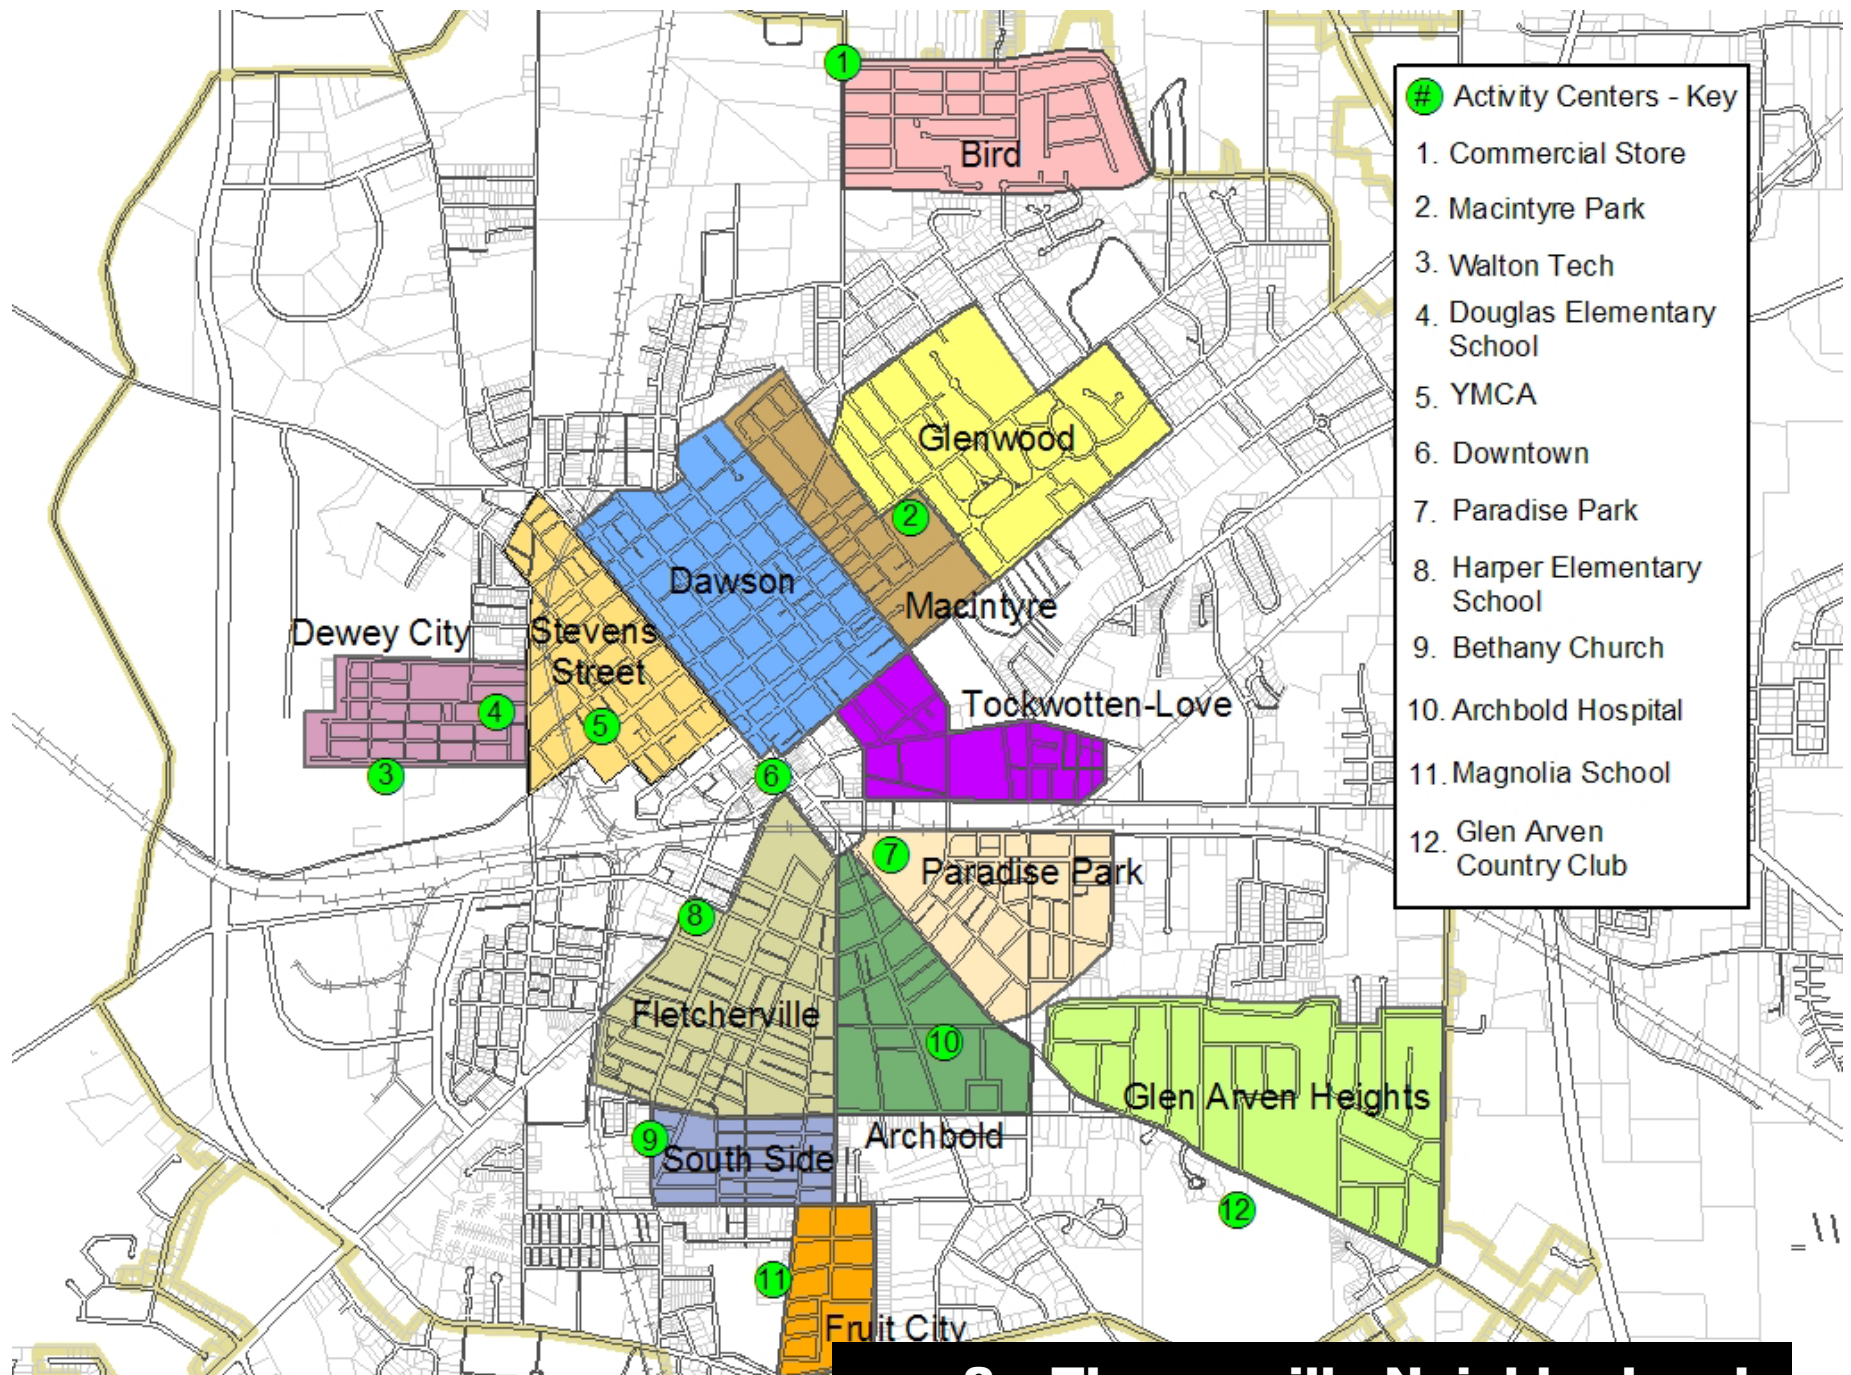 1
Bird
# Activity Centers - Key
1. Commercial Store
2. Macintyre Park
3. Walton Tech
4. Douglas Elementary
School
5. YMCA
6. Downtown
7. Paradise Park
8. Harper Elementary
School
9. Bethany Church
10. Archbold Hospital
11. Magnolia School
12. Glen Arven
Country Club
Glenwood
2
Dawson
Macintyre
Dewey City
Stevens
Street
4
5
3
Tockwotten-Love
6
7
Paradise Park
8
Fletcherville
10
Glen Arven Heights
Archbold
9
South Side
12
11
Fruit City